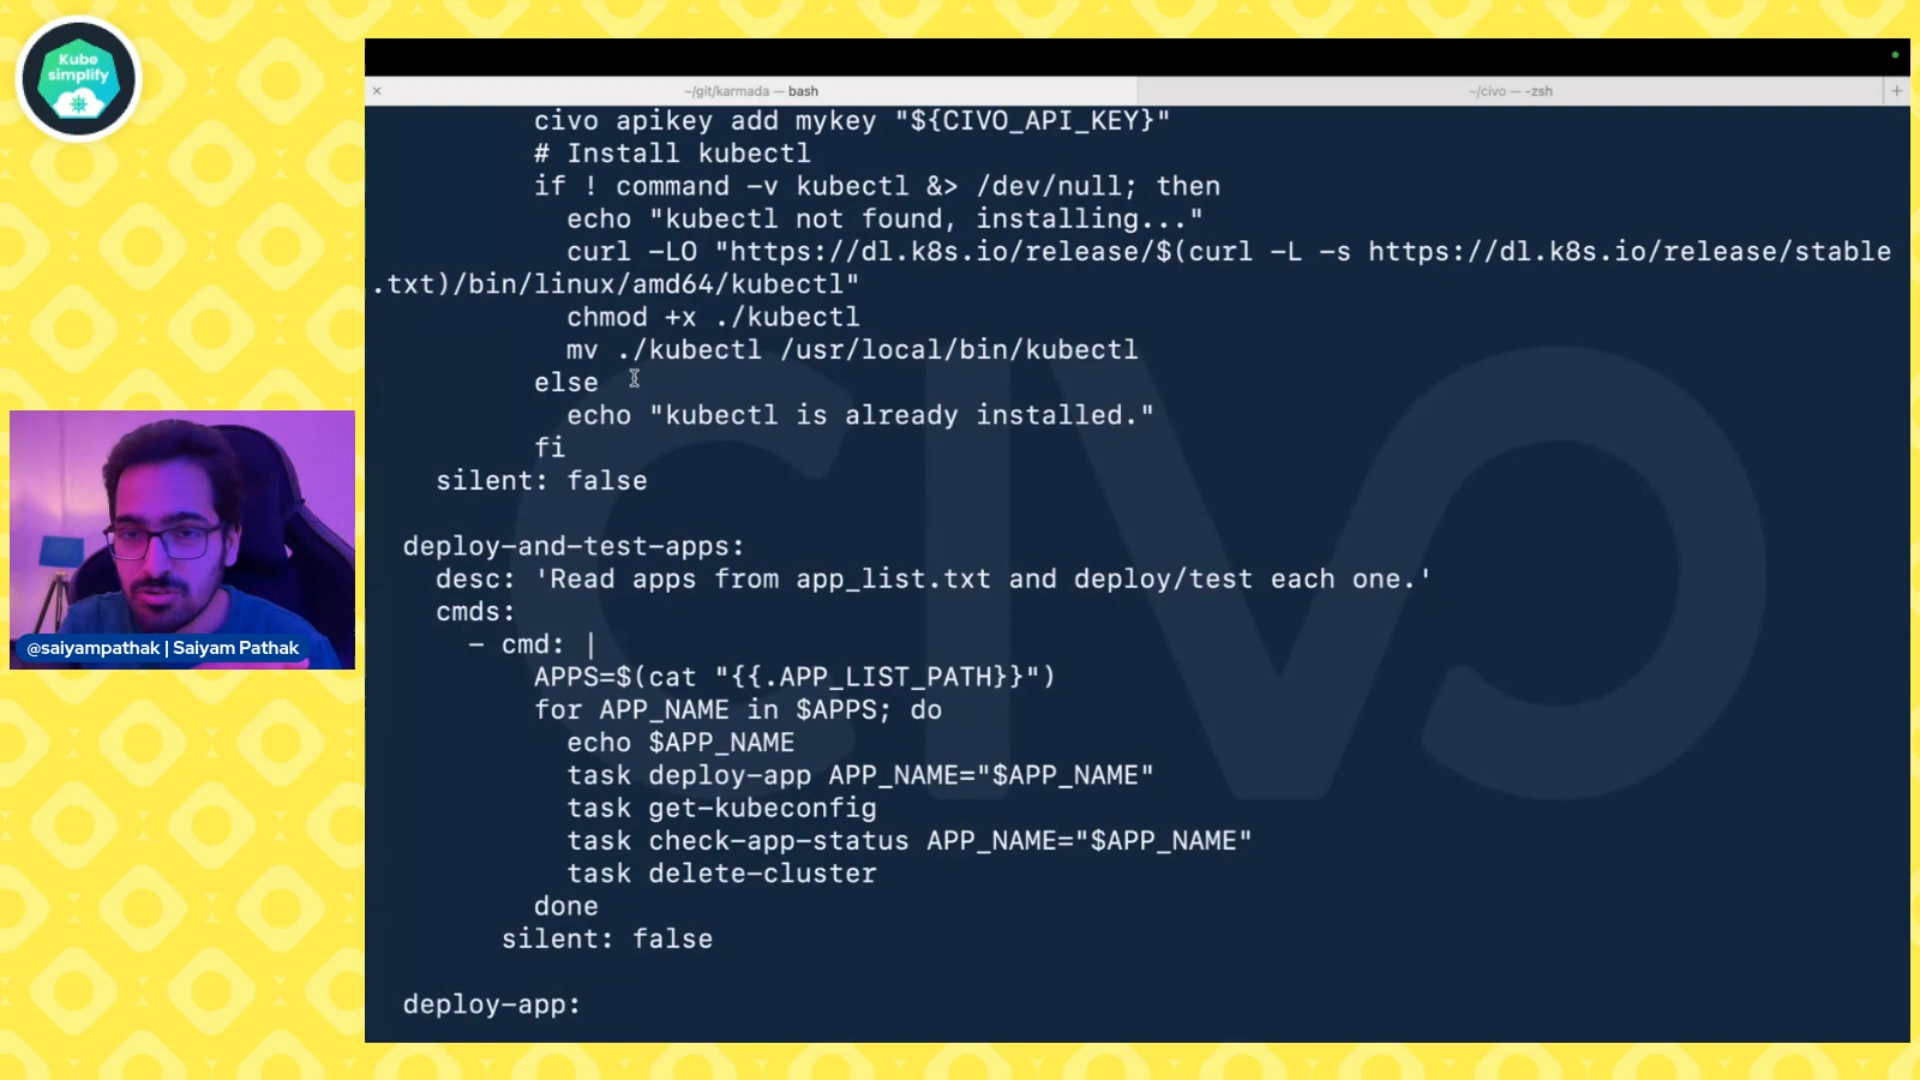 Kube
simplify
~/git/karmada — bash
~/civo — -zsh
civo apikey add mykey "${CIVO_API_KEY}"
# Install kubectl
if ! command -v kubectl &> /dev/null; then
echo "kubectl not found, installing..."
curl -LO "https://dl.k8s.io/release/$(curl -L -s https://dl.k8s.io/release/stable
.txt)/bin/linux/amd64/kubectl"
chmod +x ./kubectl
mv ./kubectl /usr/local/bin/kubectl
else
echo "kubectl is already installed."
fi
silent: false
deploy-and-test-apps:
desc: 'Read apps from app_list.txt and deploy/test each one.'
cmds:
- cmd: |
APPS=$(cat "{{.APP_LIST_PATH}}")
for APP_NAME in $APPS; do
echo $APP_NAME
task deploy-app APP_NAME="$APP_NAME"
task get-kubeconfig
task check-app-status APP_NAME="$APP_NAME"
task delete-cluster
done
silent: false
deploy-app:
CIVO
@saiyampathak | Saiyam Pathak